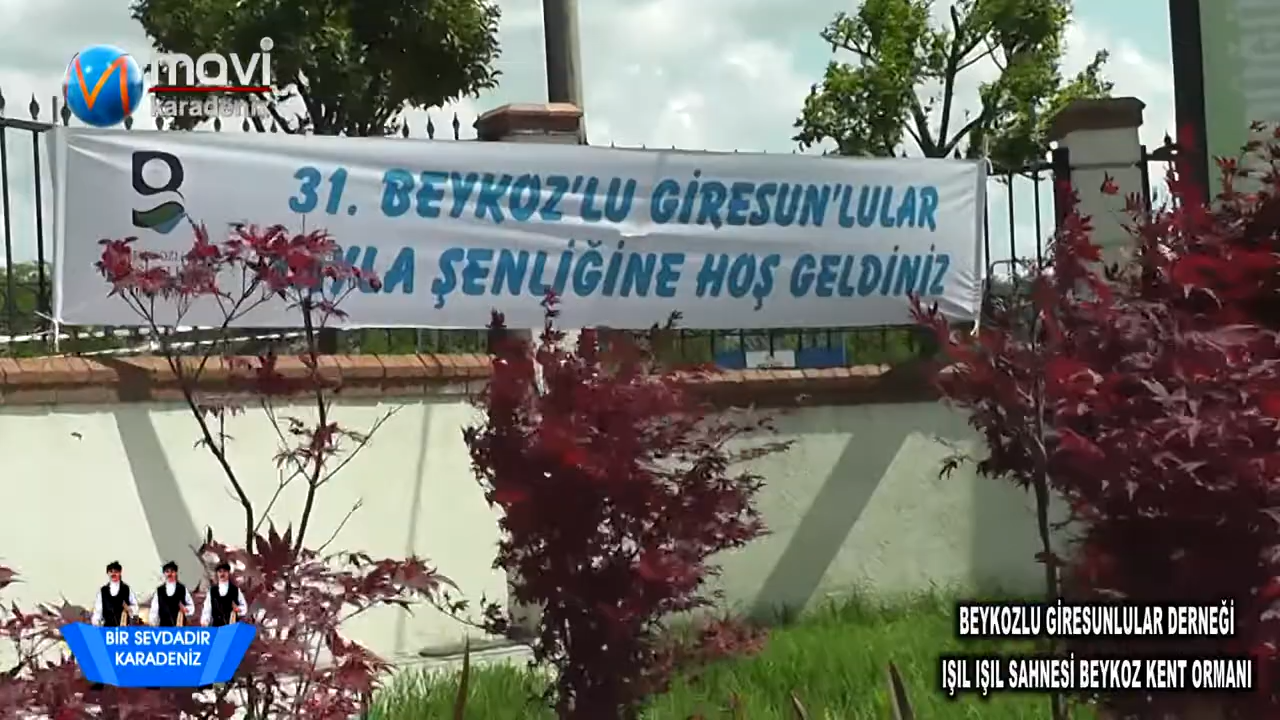 mavi
karadeniz
31. BEYKOZ'LU GİRESUN'LULAR
ŞENLİĞİNE HOŞ GELDİNİZ
BİR SEVDADIR
KARADENİZ
BEYKOZLU GİRESUNLULAR DERNEĞİ
IŞIL IŞIL SAHNESİ BEYKOZ KENT ORMANI